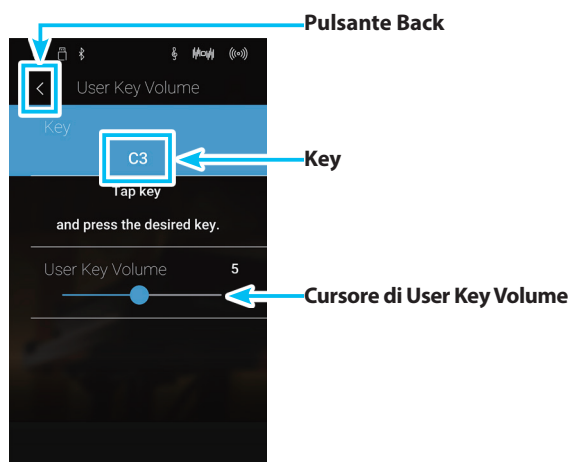 Pulsante Back
User Key Volume
Key
C3
Key
Tap key
and press the desired key.
User Key Volume 5
Cursore di User Key Volume